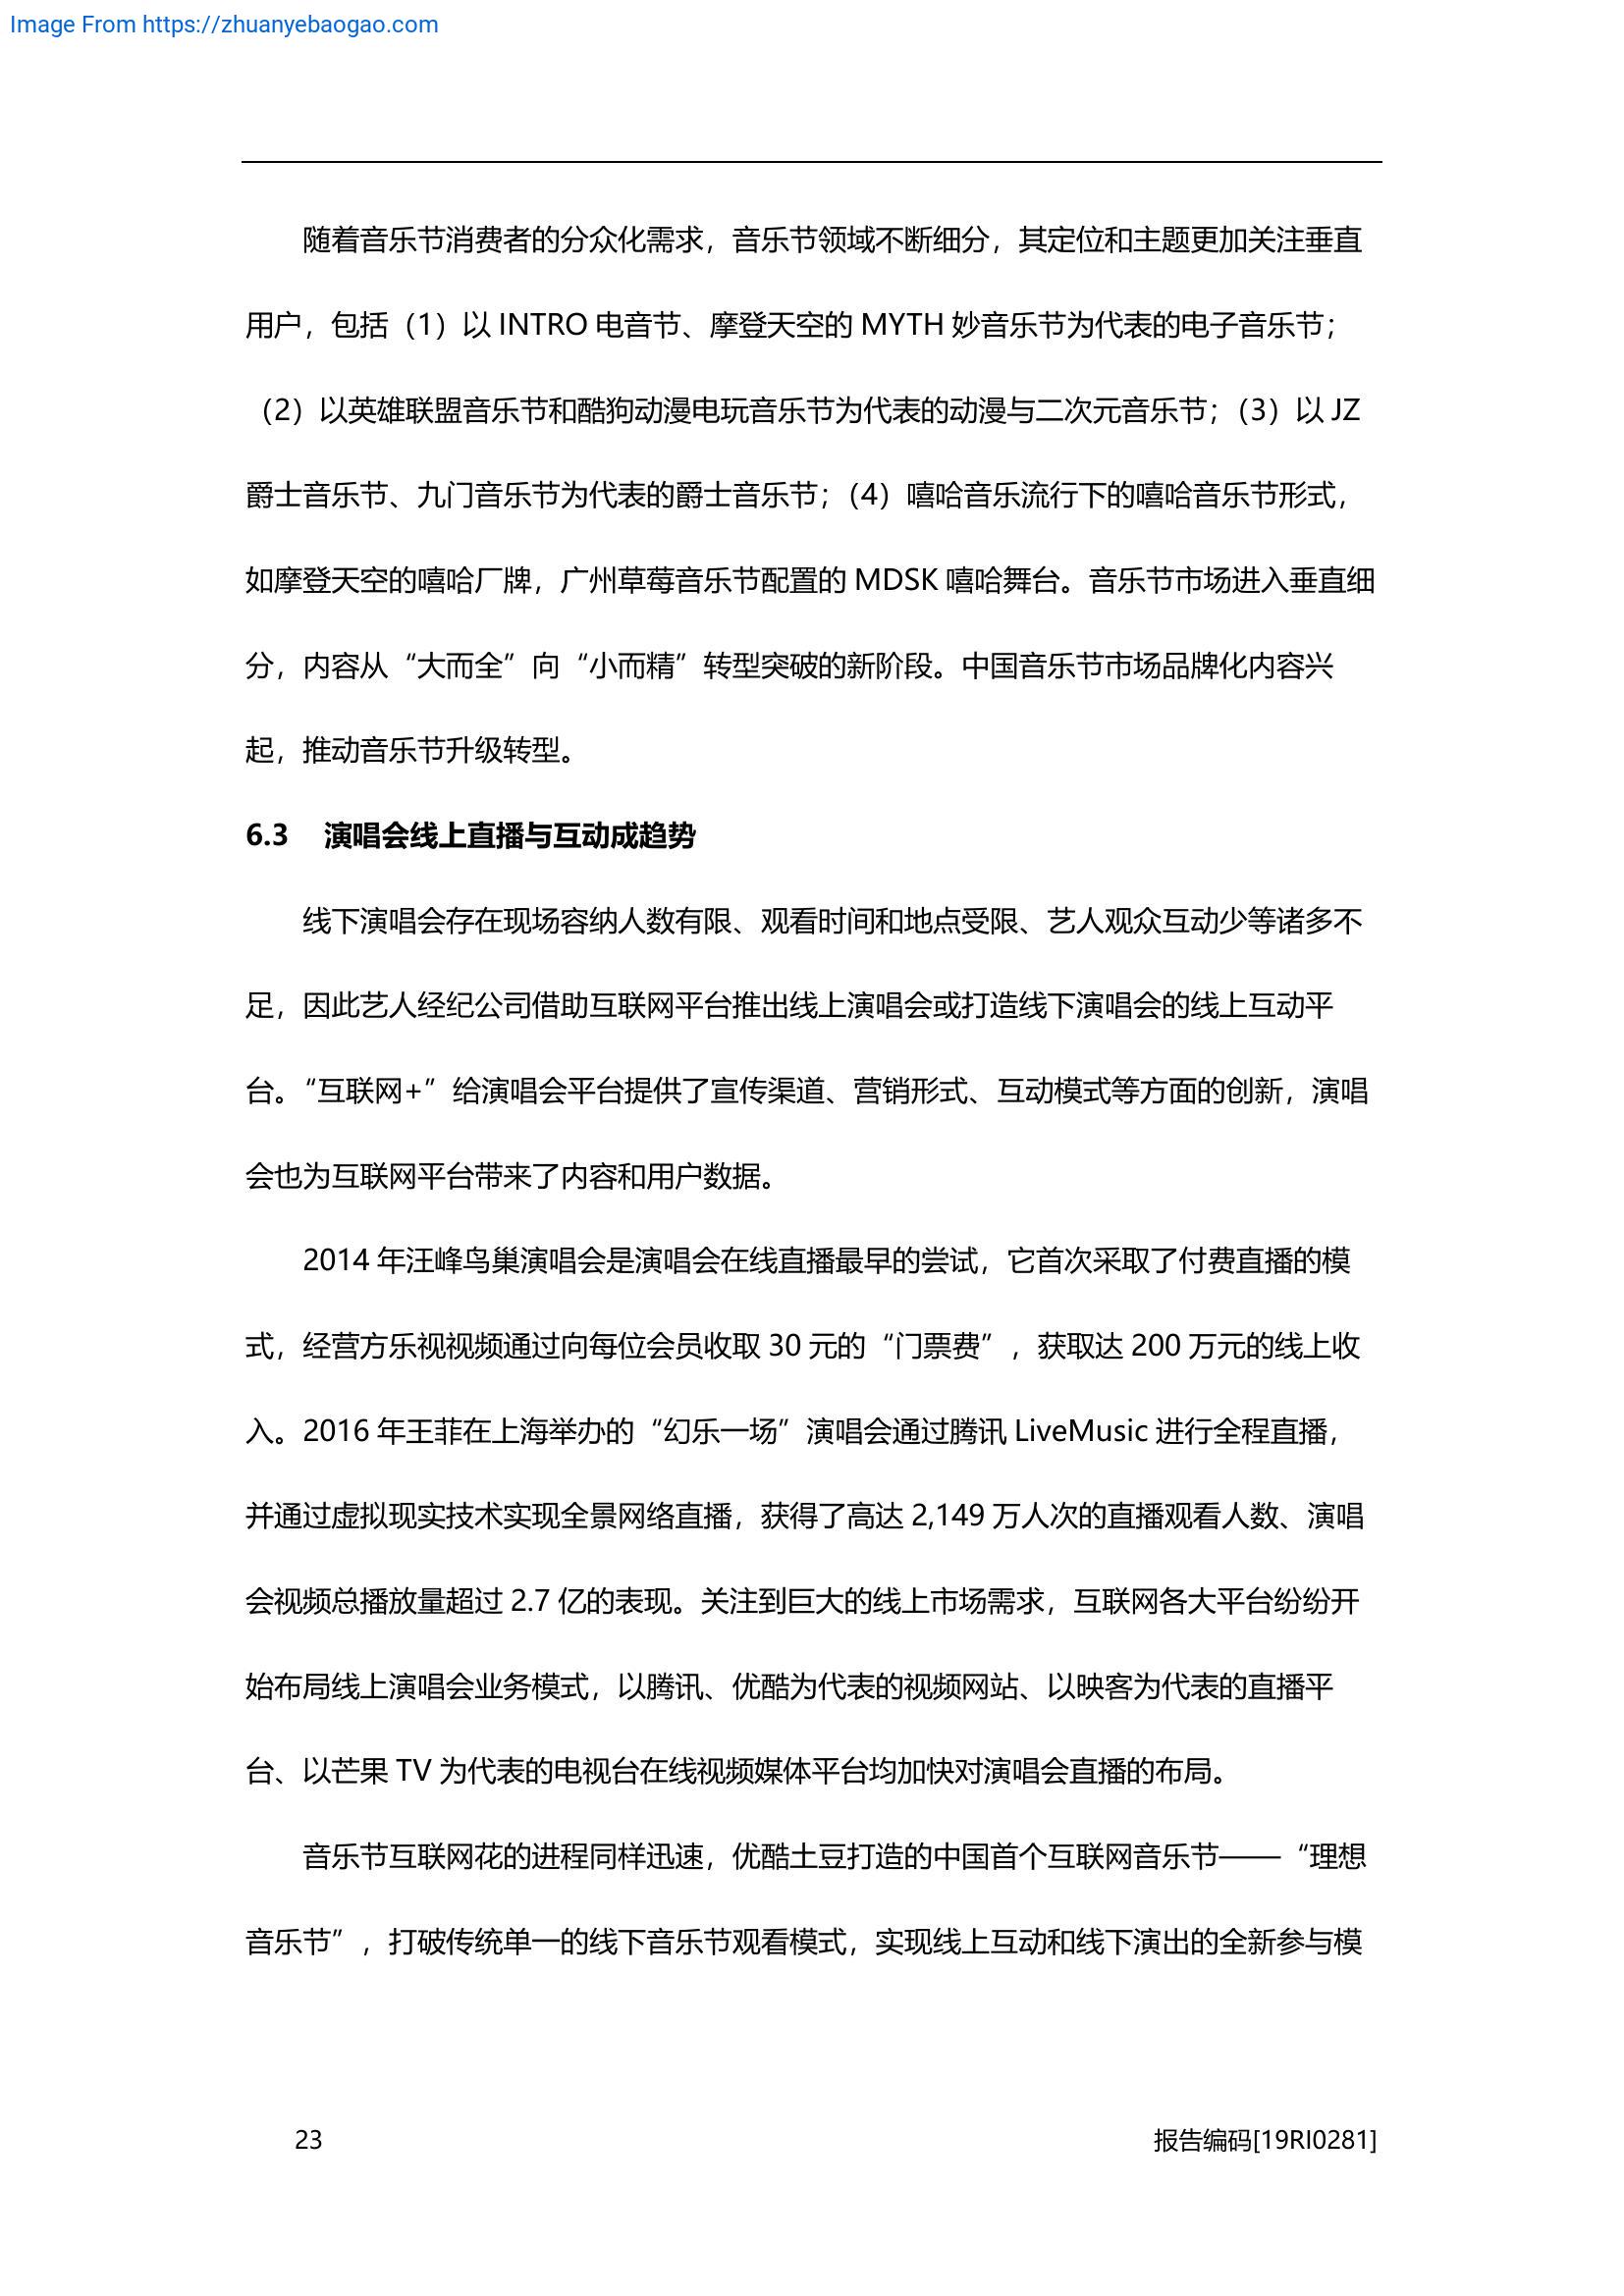 Image From https://zhuanyebaogao.com
随着音乐节消费者的分众化需求，音乐节领域不断细分，其定位和主题更加关注垂直
用户，包括（1）以 INTRO 电音节、摩登天空的 MYTH 妙音乐节为代表的电子音乐节；
（2）以英雄联盟音乐节和酷狗动漫电玩音乐节为代表的动漫与二次元音乐节；（3）以 JZ
爵士音乐节、九门音乐节为代表的爵士音乐节；（4）嘻哈音乐流行下的嘻哈音乐节形式，
如摩登天空的嘻哈厂牌，广州草莓音乐节配置的 MDSK 嘻哈舞台。音乐节市场进入垂直细
分，内容从“大而全”向“小而精”转型突破的新阶段。中国音乐节市场品牌化内容兴
起，推动音乐节升级转型。
6.3 演唱会线上直播与互动成趋势
线下演唱会存在现场容纳人数有限、观看时间和地点受限、艺人观众互动少等诸多不
足，因此艺人经纪公司借助互联网平台推出线上演唱会或打造线下演唱会的线上互动平
台。“互联网+”给演唱会平台提供了宣传渠道、营销形式、互动模式等方面的创新，演唱
会也为互联网平台带来了内容和用户数据。
2014 年汪峰鸟巢演唱会是演唱会在线直播最早的尝试，它首次采取了付费直播的模
式，经营方乐视视频通过向每位会员收取 30 元的“门票费”，获取达 200 万元的线上收
入。2016 年王菲在上海举办的“幻乐一场”演唱会通过腾讯 LiveMusic 进行全程直播，
并通过虚拟现实技术实现全景网络直播，获得了高达 2,149 万人次的直播观看人数、演唱
会视频总播放量超过 2.7 亿的表现。关注到巨大的线上市场需求，互联网各大平台纷纷开
始布局线上演唱会业务模式，以腾讯、优酷为代表的视频网站、以映客为代表的直播平
台、以芒果 TV 为代表的电视台在线视频媒体平台均加快对演唱会直播的布局。
音乐节互联网花的进程同样迅速，优酷土豆打造的中国首个互联网音乐节——“理想
音乐节”，打破传统单一的线下音乐节观看模式，实现线上互动和线下演出的全新参与模
23 报告编码[19RI0281]